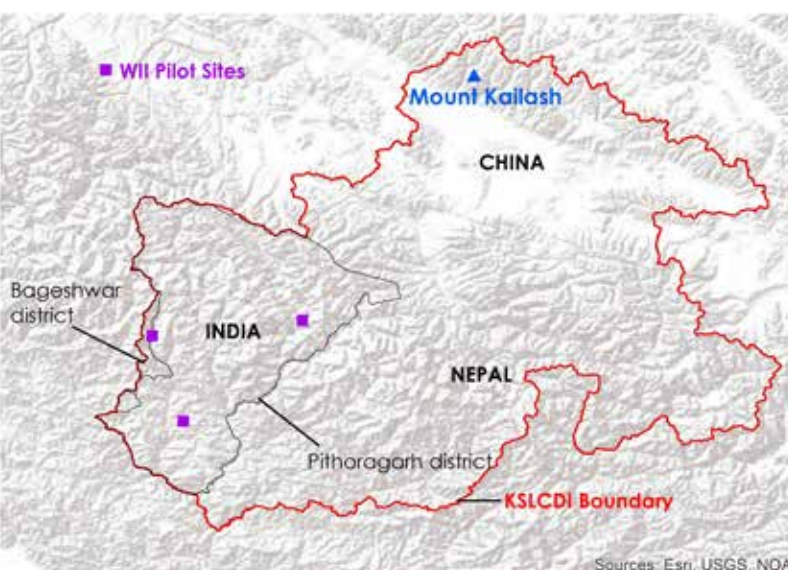 WII Pilot Sites
Mount Kailash
CHINA
Bageshwar
district
INDIA
NEPAL
Pithoragarh district
KSLCDI Boundary
Sources: Esri, USGS, NOA